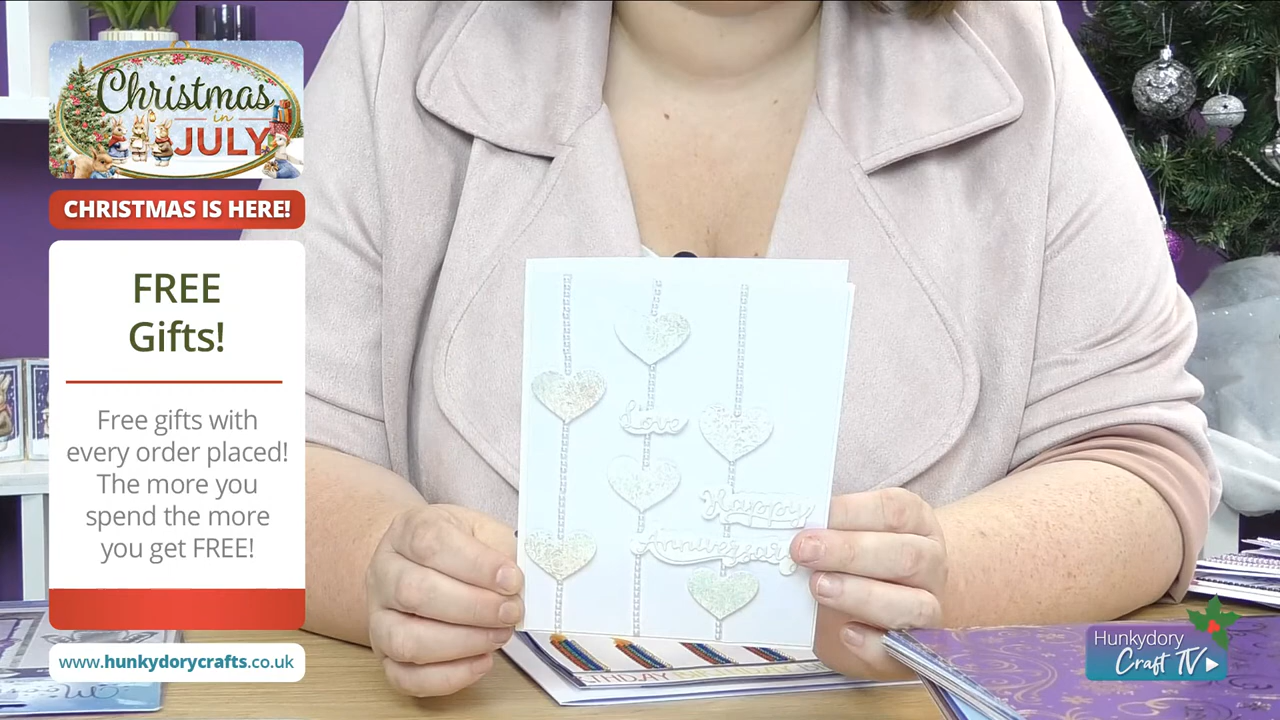 Christmas
in
JULY
CHRISTMAS IS HERE!
FREE
Gifts!
Free gifts with
every order placed!
The more you
spend the more
you get FREE!
www.hunkydorycrafts.co.uk
Love
Happy
Anniversary
Hunkydory
Craft TV